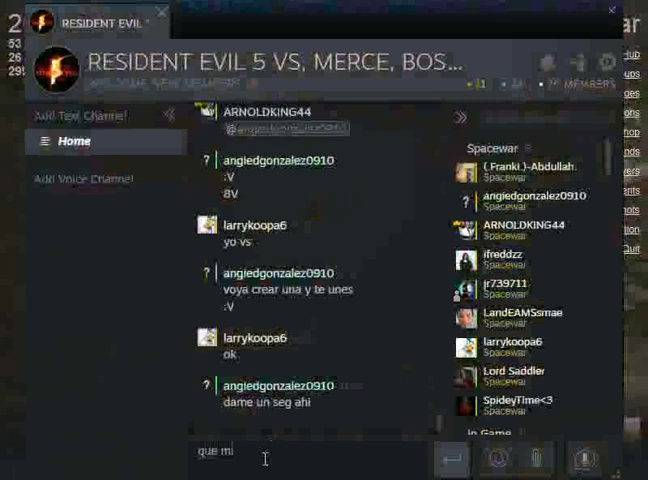 RESIDENT EVIL
RESIDENT EVIL 5 VS, MERCE, BOS...
MEMBERS
Add Text Channel
Home
Add Voice Channel
ARNOLDKING44
angiedgonzalez0910
:V
8V
larrykoopa6
yo vs
angiedgonzalez0910
voya crear una y te unes
:V
larrykoopa6
ok
angiedgonzalez0910
dame un seg ahi
que mi
Spacewar
(.Franki.)-Abdullah.
Spacewar
angiedgonzalez0910
Spacewar
ARNOLDKING44
Spacewar
ifreddzz
Spacewar
jr739711
Spacewar
LandEAMSsmae
Spacewar
larrykoopa6
Spacewar
Lord Saddler
Spacewar
SpideyTime<3
Spacewar
In Game